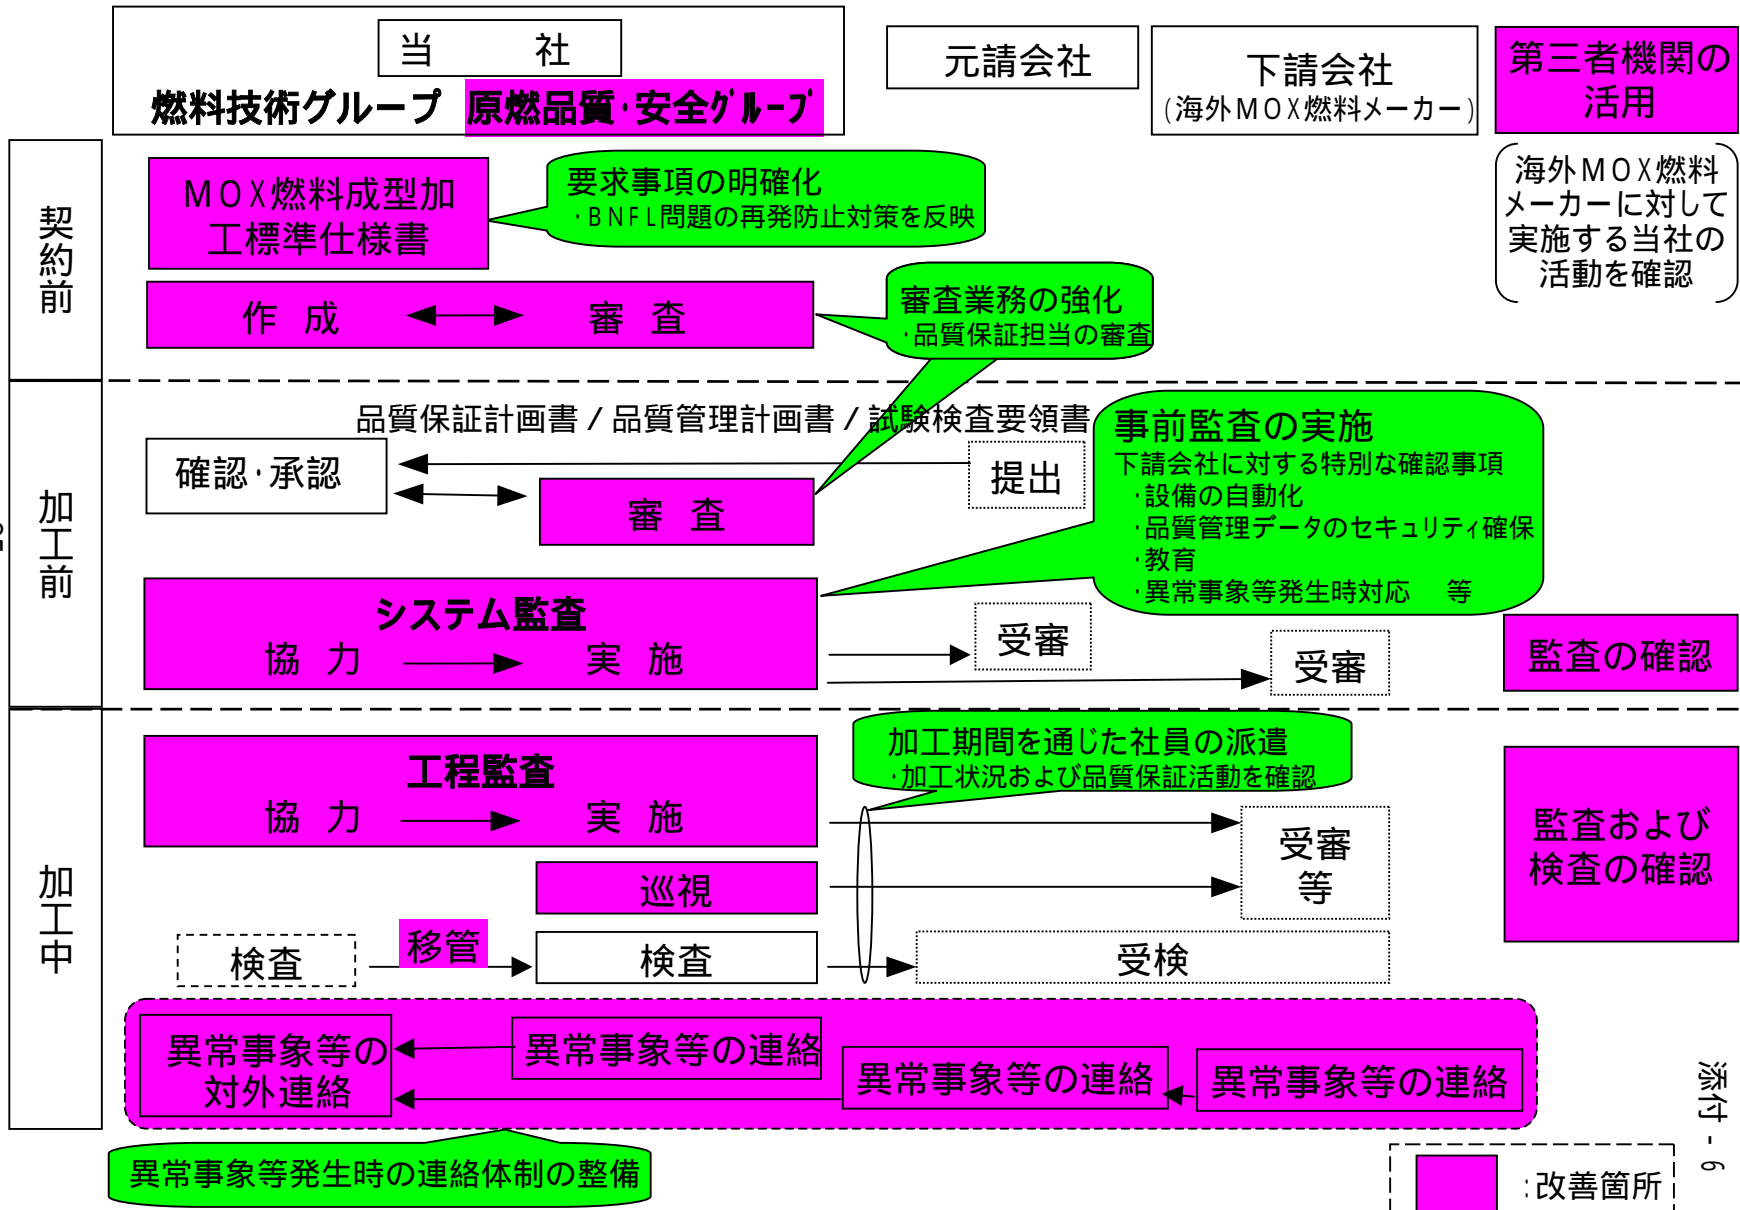 当 社
燃料技術グループ 原燃品質・安全グループ
元請会社
下請会社
(海外MOX燃料メーカー)
第三者機関の
活用
海外MOX燃料
メーカーに対して
実施する当社の
活動を確認
契約前
MOX燃料成型加
工標準仕様書
要求事項の明確化
・BNFL問題の再発防止対策を反映
作 成
審 査
審査業務の強化
・品質保証担当の審査
加工前
品質保証計画書/品質管理計画書/試験検査要領書
確認・承認
審 査
提出
事前監査の実施
下請会社に対する特別な確認事項
・設備の自動化
・品質管理データのセキュリティ確保
・教育
・異常事象等発生時対応 等
システム監査
協 力
実 施
受審
受審
監査の確認
加工中
工程監査
協 力
実 施
加工期間を通じた社員の派遣
・加工状況および品質保証活動を確認
受審
等
監査および
検査の確認
巡視
検査
移管
検査
受検
異常事象等の
対外連絡
異常事象等の連絡
異常事象等の連絡
異常事象等の連絡
異常事象等発生時の連絡体制の整備
添付-6
:改善箇所